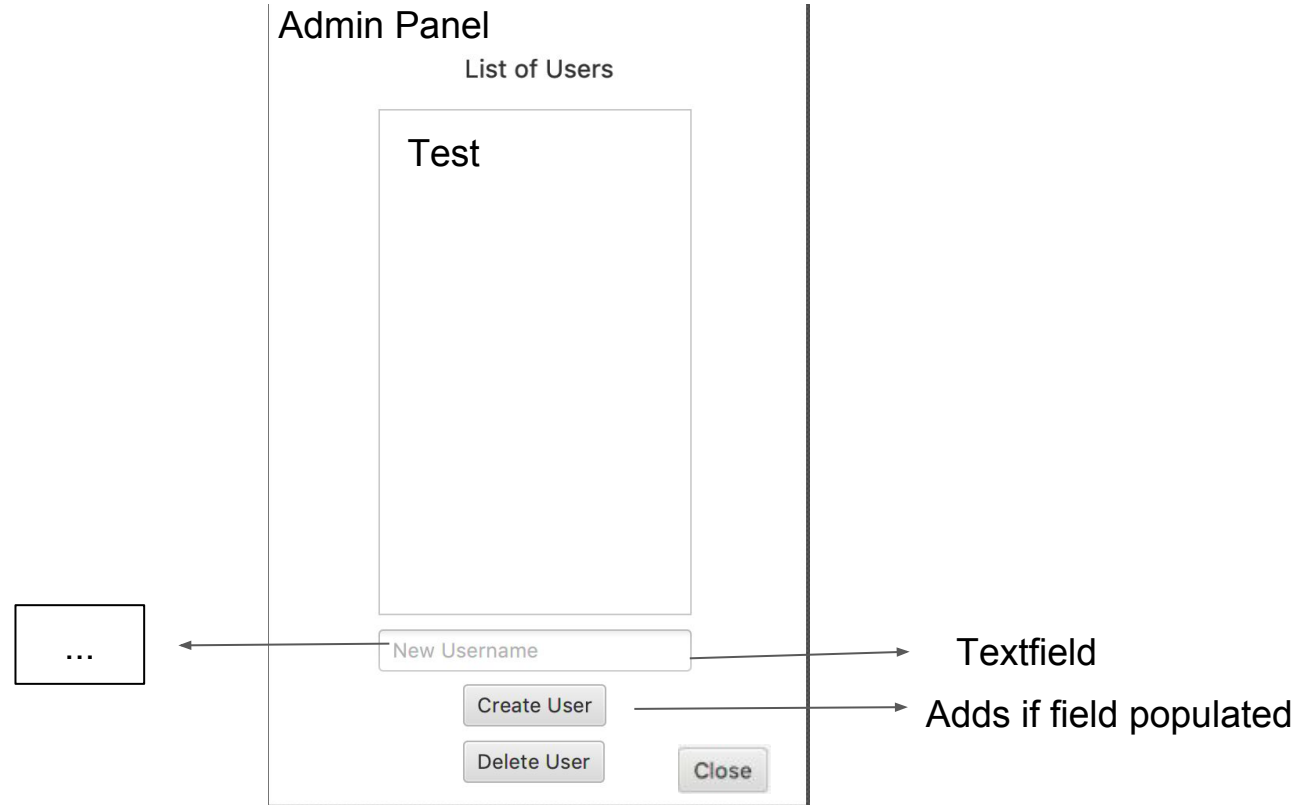 Admin Panel
List of Users
Test
...
New Username
Textfield
Create User
Adds if field populated
Delete User
Close